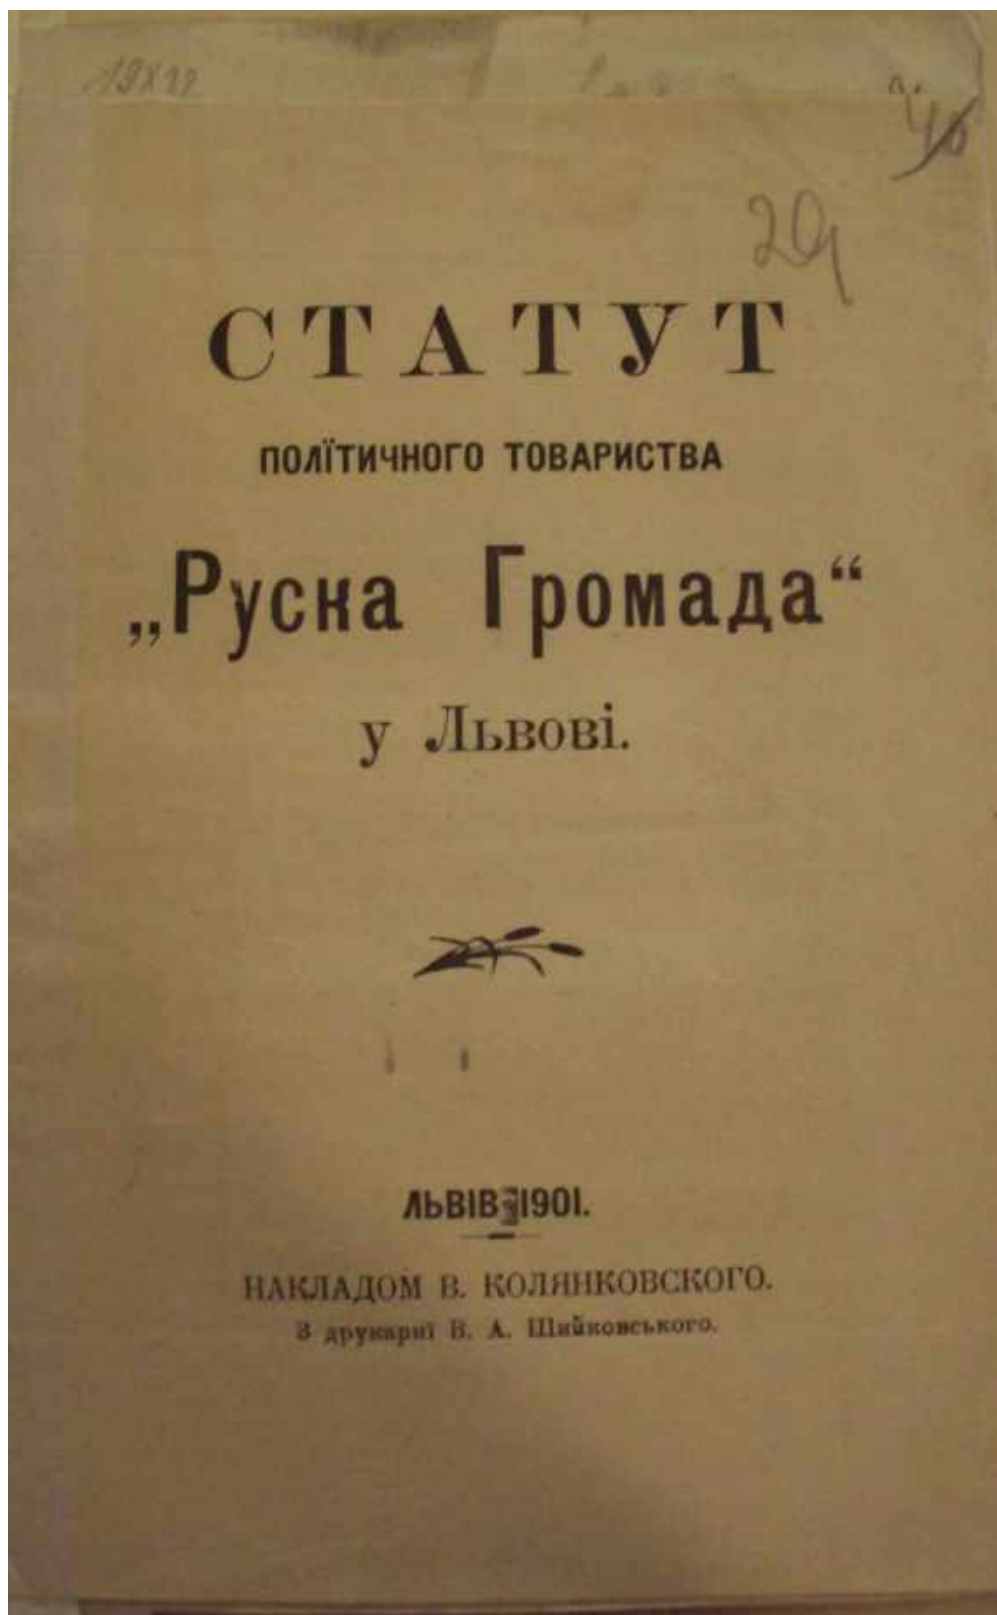 СТАТУТ
ПОЛЇТИЧНОГО ТОВАРИСТВА
„Руска Громада“
у Львові.
ЛЬВІВ 1901.
НАКЛАДОМ В. КОЛЯНКОВСКОГО.
З друкарнї В. А. Шийковського.